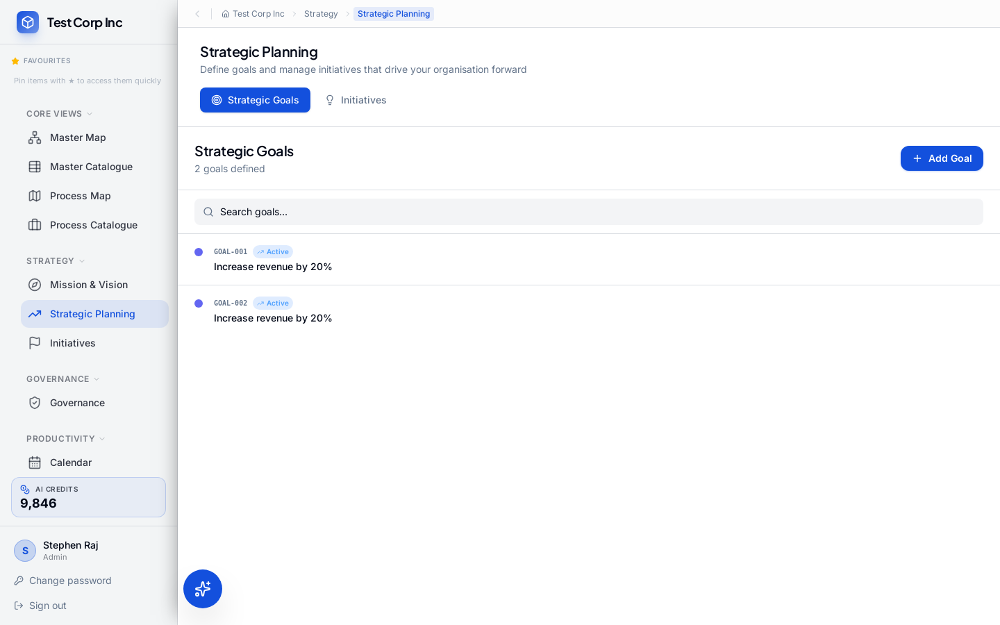 Test Corp Inc
FAVOURITES
Pin items with ★ to access them quickly
CORE VIEWS
Master Map
Master Catalogue
Process Map
Process Catalogue
STRATEGY
Mission & Vision
Strategic Planning
Initiatives
GOVERNANCE
Governance
PRODUCTIVITY
Calendar
AI CREDITS
9,846
S
Stephen Raj
Admin
Change password
Sign out
Test Corp Inc
Strategy
Strategic Planning
Strategic Planning
Define goals and manage initiatives that drive your organisation forward
Strategic Goals
Initiatives
Strategic Goals
2 goals defined
Add Goal
Search goals...
GOAL-001 Active
Increase revenue by 20%
GOAL-002 Active
Increase revenue by 20%